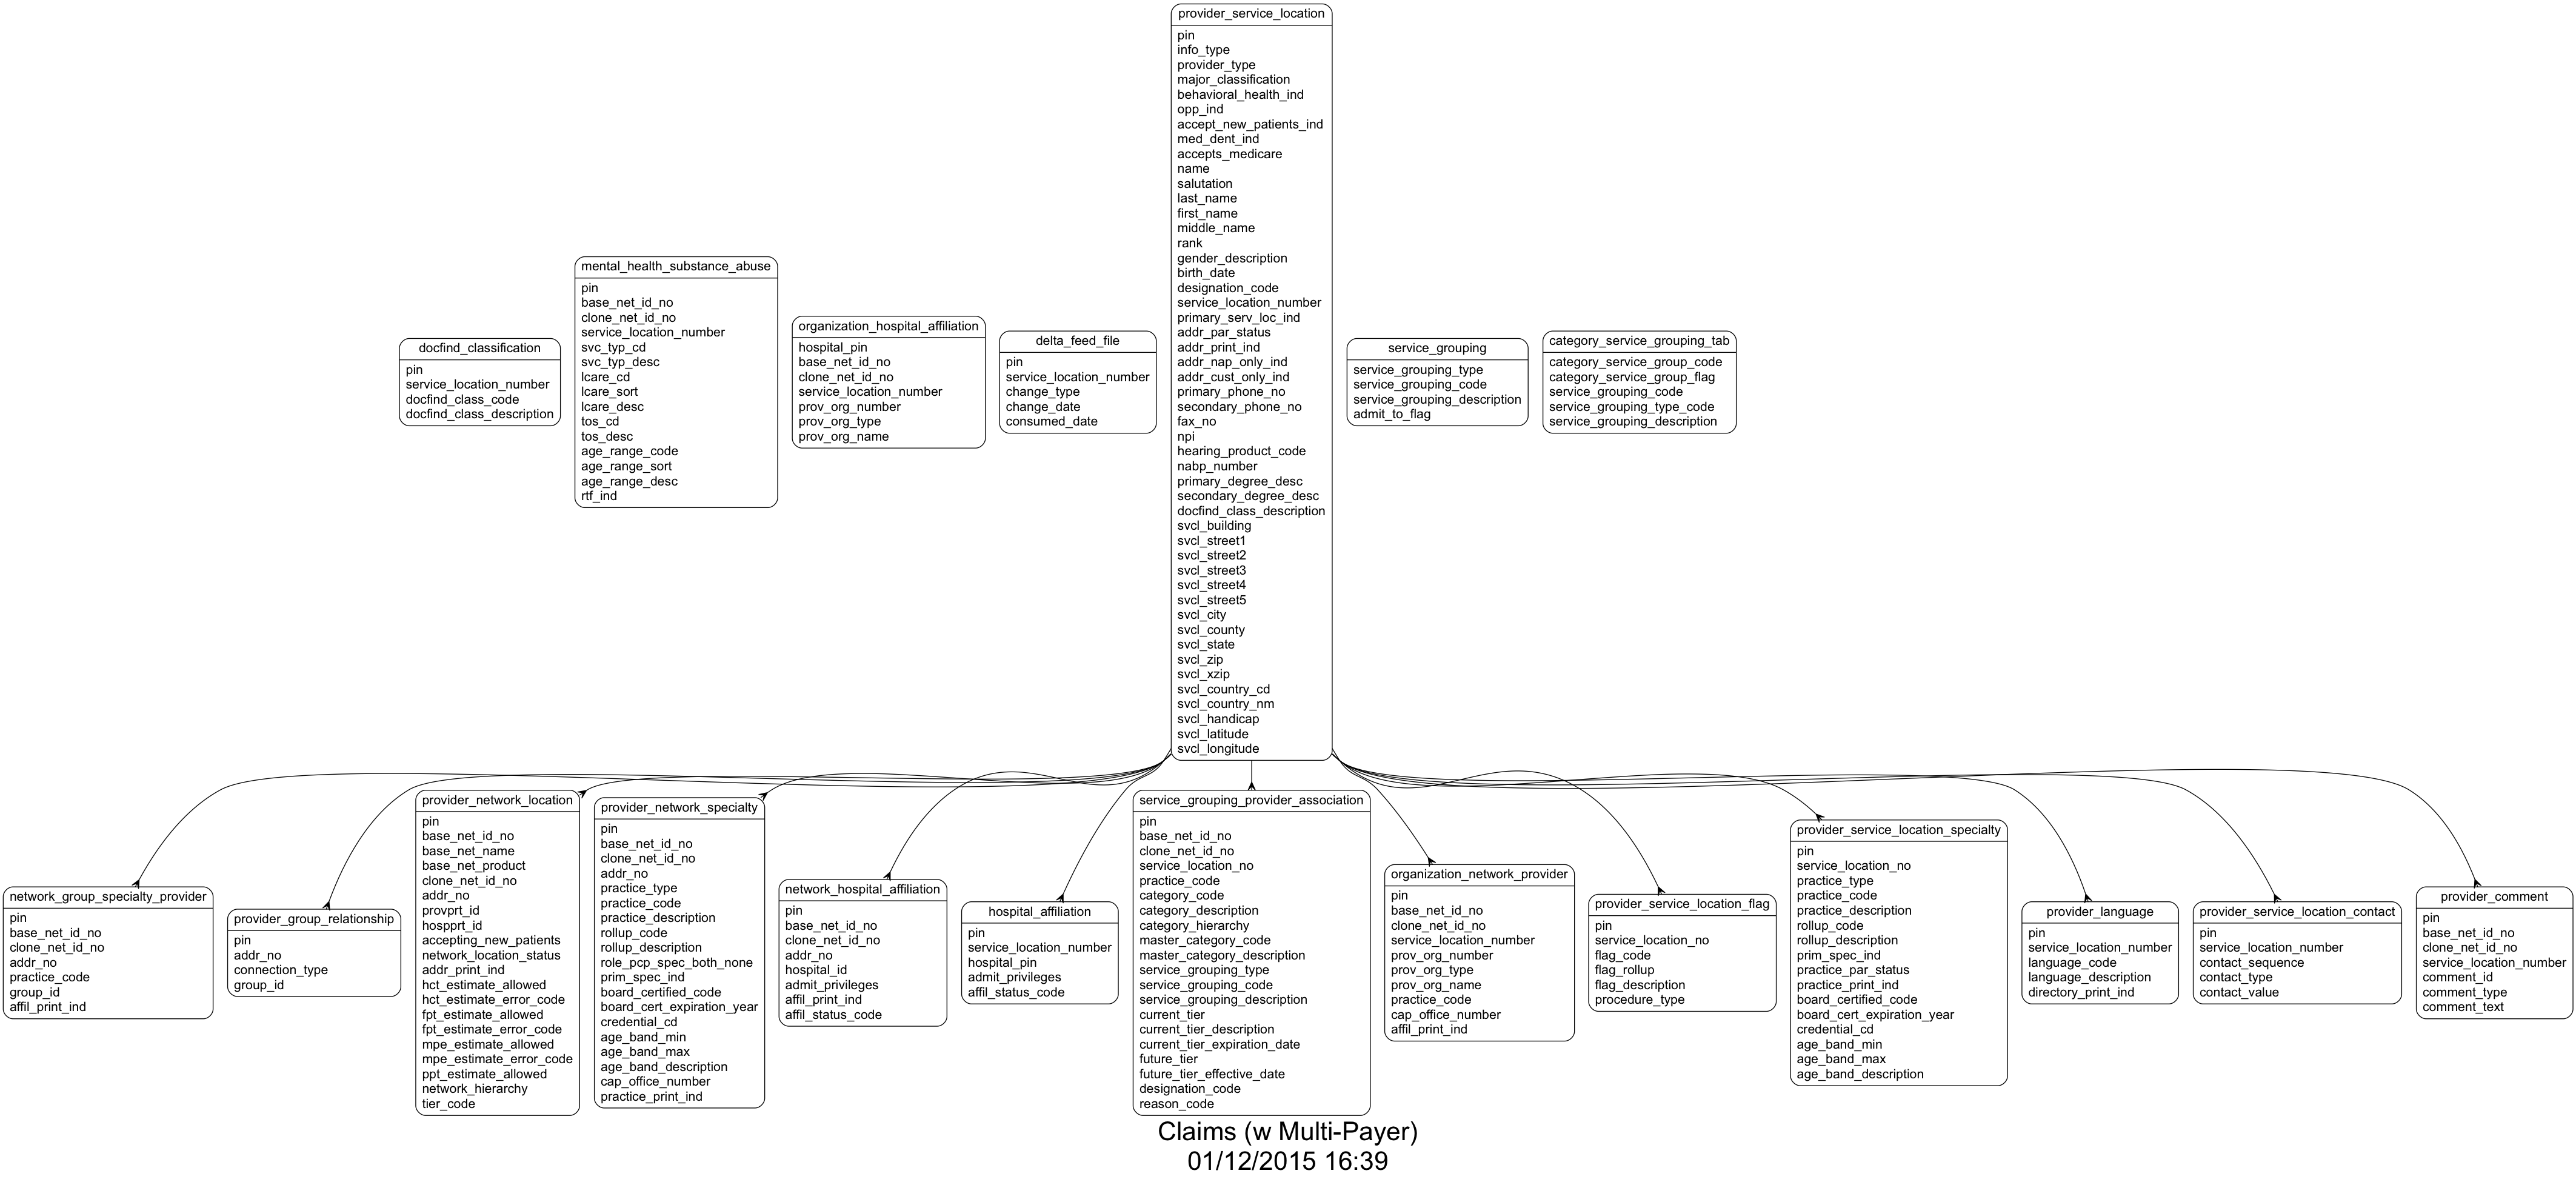 provider_service_location
pin
info_type
provider_type
major_classification
behavioral_health_ind
opp_ind
accept_new_patients_ind
med_dent_ind
accepts_medicare
name
salutation
last_name
first_name
middle_name
rank
gender_description
birth_date
designation_code
service_location_number
primary_serv_loc_ind
addr_par_status
addr_print_ind
addr_nap_only_ind
addr_cust_only_ind
primary_phone_no
secondary_phone_no
fax_no
npi
hearing_product_code
nabp_number
primary_degree_desc
secondary_degree_desc
docfind_class_description
svcl_building
svcl_street1
svcl_street2
svcl_street3
svcl_street4
svcl_street5
svcl_city
svcl_county
svcl_state
svcl_zip
svcl_xzip
svcl_country_cd
svcl_country_nm
svcl_handicap
svcl_latitude
svcl_longitude
docfind_classification
pin
service_location_number
docfind_class_code
docfind_class_description
mental_health_substance_abuse
pin
base_net_id_no
clone_net_id_no
service_location_number
svc_typ_cd
svc_typ_desc
lcare_cd
lcare_sort
lcare_desc
tos_cd
tos_desc
age_range_code
age_range_sort
age_range_desc
rtf_ind
organization_hospital_affiliation
hospital_pin
base_net_id_no
clone_net_id_no
service_location_number
prov_org_number
prov_org_type
prov_org_name
delta_feed_file
pin
service_location_number
change_type
change_date
consumed_date
service_grouping
service_grouping_type
service_grouping_code
service_grouping_description
admit_to_flag
category_service_grouping_tab
category_service_group_code
category_service_group_flag
service_grouping_code
service_grouping_type_code
service_grouping_description
network_group_specialty_provider
pin
base_net_id_no
clone_net_id_no
addr_no
practice_code
group_id
affil_print_ind
provider_group_relationship
pin
addr_no
connection_type
group_id
provider_network_location
pin
base_net_id_no
base_net_name
base_net_product
clone_net_id_no
addr_no
provprt_id
hospprt_id
accepting_new_patients
network_location_status
addr_print_ind
hct_estimate_allowed
hct_estimate_error_code
fpt_estimate_allowed
fpt_estimate_error_code
mpe_estimate_allowed
mpe_estimate_error_code
ppt_estimate_allowed
network_hierarchy
tier_code
provider_network_specialty
pin
base_net_id_no
clone_net_id_no
addr_no
practice_type
practice_code
practice_description
rollup_code
rollup_description
role_pcp_spec_both_none
prim_spec_ind
board_certified_code
board_cert_expiration_year
credential_cd
age_band_min
age_band_max
age_band_description
cap_office_number
practice_print_ind
network_hospital_affiliation
pin
base_net_id_no
clone_net_id_no
addr_no
hospital_id
admit_privileges
affil_print_ind
affil_status_code
hospital_affiliation
pin
service_location_number
hospital_pin
admit_privileges
affil_status_code
service_grouping_provider_association
pin
base_net_id_no
clone_net_id_no
service_location_no
practice_code
category_code
category_description
category_hierarchy
master_category_code
master_category_description
service_grouping_type
service_grouping_code
service_grouping_description
current_tier
current_tier_description
current_tier_expiration_date
future_tier
future_tier_effective_date
designation_code
reason_code
organization_network_provider
pin
base_net_id_no
clone_net_id_no
service_location_number
prov_org_number
prov_org_type
prov_org_name
practice_code
cap_office_number
affil_print_ind
provider_service_location_flag
pin
service_location_no
flag_code
flag_rollup
flag_description
procedure_type
provider_service_location_specialty
pin
service_location_no
practice_type
practice_code
practice_description
rollup_code
rollup_description
prim_spec_ind
practice_par_status
practice_print_ind
board_certified_code
board_cert_expiration_year
credential_cd
age_band_min
age_band_max
age_band_description
provider_language
pin
service_location_number
language_code
language_description
directory_print_ind
provider_service_location_contact
pin
service_location_number
contact_sequence
contact_type
contact_value
provider_comment
pin
base_net_id_no
clone_net_id_no
service_location_number
comment_id
comment_type
comment_text
Claims (w Multi-Payer)
01/12/2015 16:39